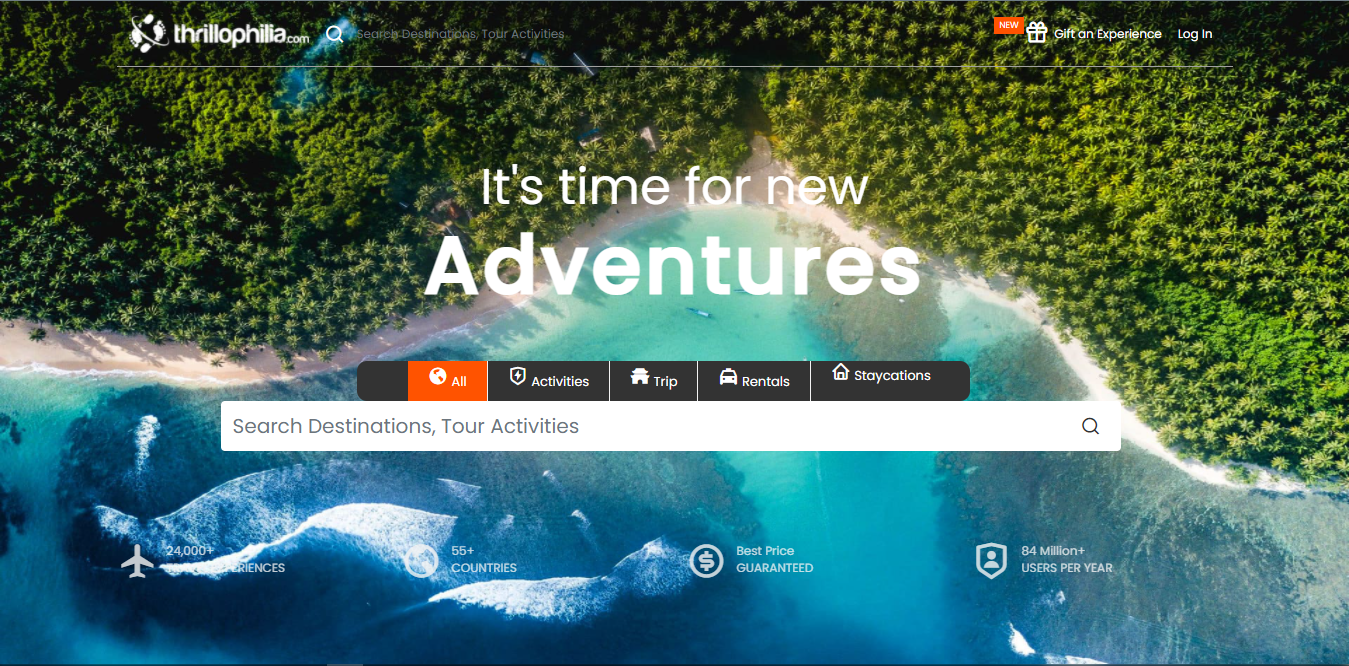 thrillophilia.com
Search Destinations, Tour Activities
NEW
Gift an Experience
Log In
It's time for new
Adventures
All
Activities
Trip
Rentals
Staycations
Search Destinations, Tour Activities
24,000+
55+
COUNTRIES
Best Price
GUARANTEED
84 Million+
USERS PER YEAR